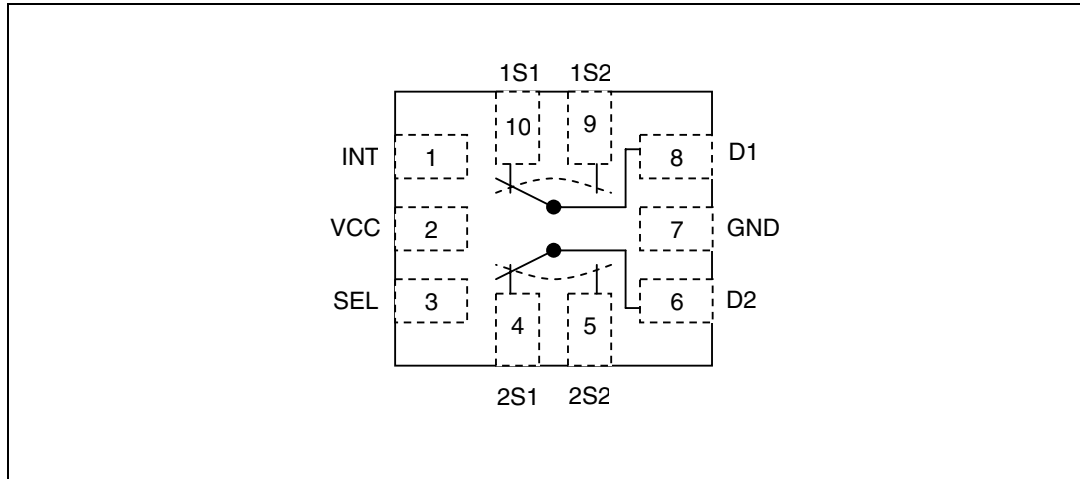 1S1 1S2
10 9
INT 1 8 D1
VCC 2 7 GND
SEL 3 6 D2
4 5
2S1 2S2